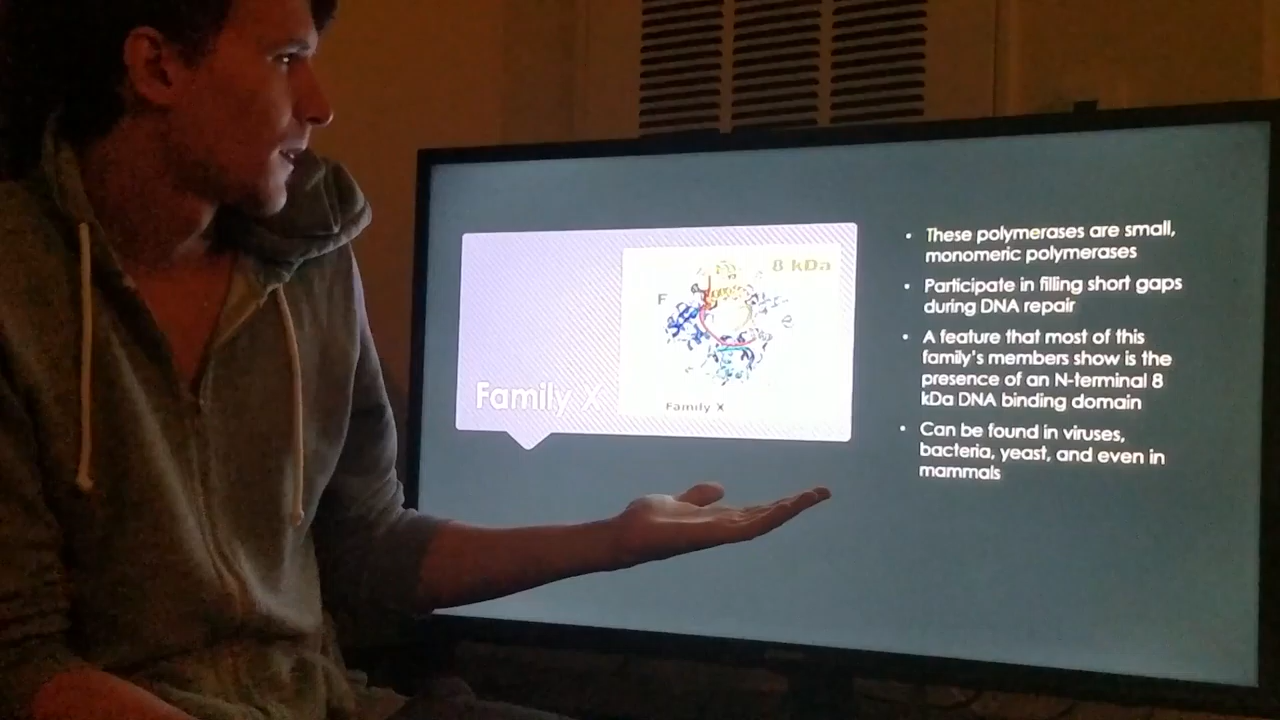 8 kDa
F
Family X
Family X
These polymerases are small,
monomeric polymerases
Participate in filling short gaps
during DNA repair
A feature that most of this
family's members show is the
presence of an N-terminal 8
kDa DNA binding domain
Can be found in viruses,
bacteria, yeast, and even in
mammals